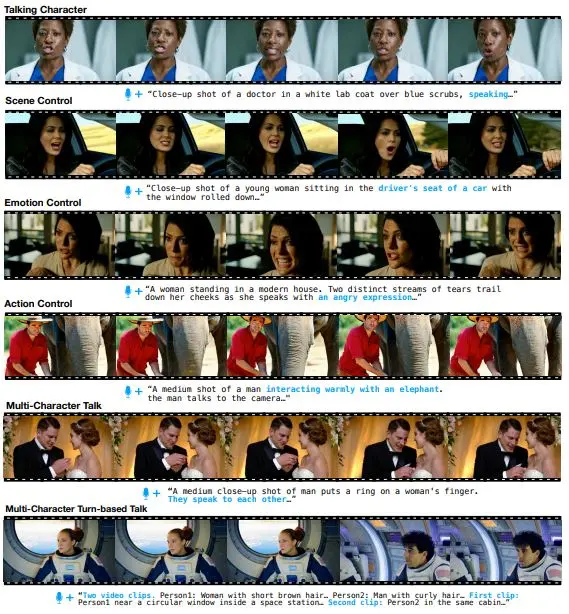 Talking Character
+ “Close-up shot of a doctor in a white lab coat over blue scrubs, speaking…”
Scene Control
+ “Close-up shot of a young woman sitting in the driver's seat of a car with
the window rolled down…”
Emotion Control
+ “A woman standing in a modern house. Two distinct streams of tears trail
down her cheeks as she speaks with an angry expression…”
Action Control
+ “A medium shot of a man interacting warmly with an elephant.
the man talks to the camera…”
Multi-Character Talk
+ “A medium close-up shot of man puts a ring on a woman's finger.
They speak to each other…”
Multi-Character Turn-based Talk
+ “Two video clips. Person1: Woman with short brown hair… Person2: Man with curly hair… First clip:
Person1 near a circular window inside a space station… Second clip: Person2 in the same cabin…”